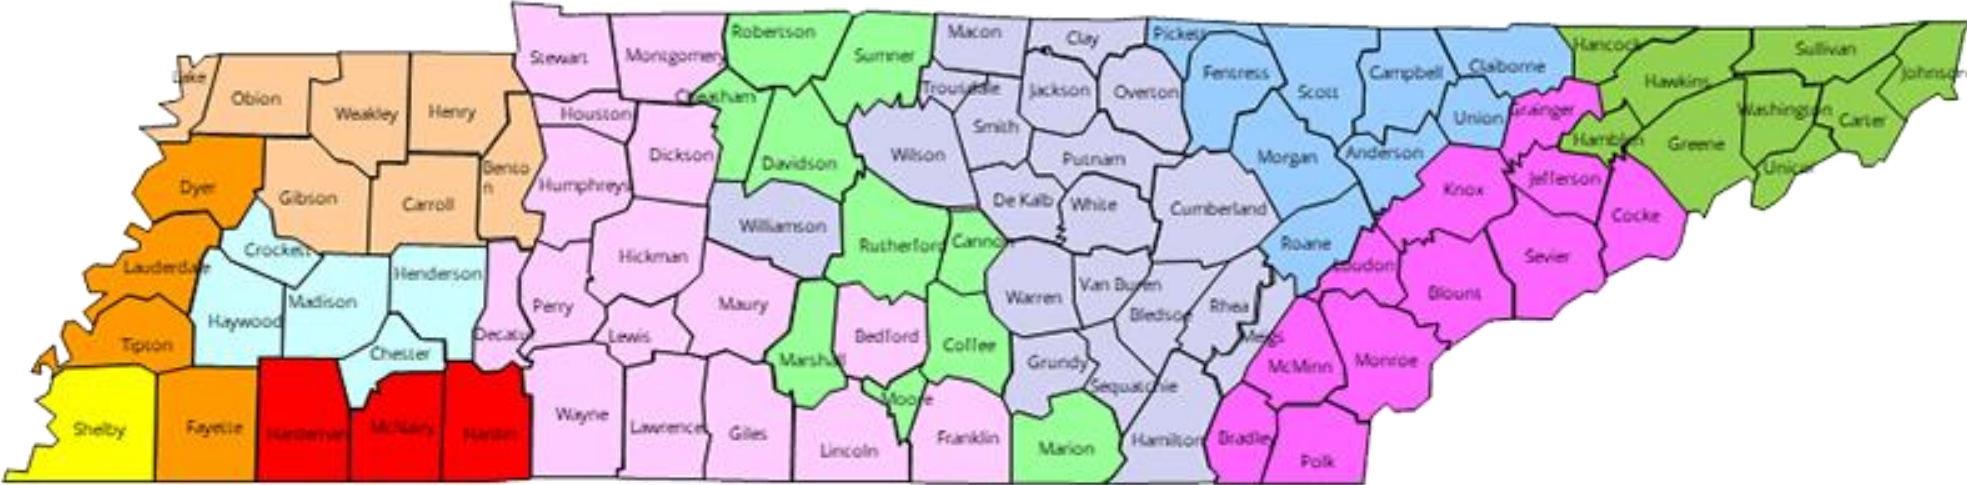 Lake
Obion
Weakley
Henry
Stewart
Montgomery
Robertson
Sumner
Macon
Clay
Pickett
Fentress
Scott
Campbell
Claiborne
Hancock
Hawkins
Sullivan
Johnson
Dyer
Gibson
Carroll
Bento
n
Houston
Humphreys
Dickson
Cheatham
Davidson
Trousdale
Wilson
Smith
Jackson
Overton
Putnam
Morgan
Anderson
Union
Grainger
Hamblen
Greene
Washington
Carter
Unicoi
Lauderdale
Crockett
Haywood
Madison
Henderson
Decatur
Perry
Hickman
Williamson
Rutherford
Cannon
De Kalb
White
Cumberland
Roane
Loudon
Knox
Jefferson
Cocke
Sevier
Blount
Tipton
Chester
Lewis
Maury
Marshall
Bedford
Coffee
Warren
Van Buren
Bledsoe
Rhea
Meigs
McMinn
Monroe
Shelby
Fayette
Hardeman
McNairy
Hardin
Wayne
Lawrence
Giles
Lincoln
Moore
Franklin
Grundy
Sequatchie
Marion
Hamilton
Bradley
Polk